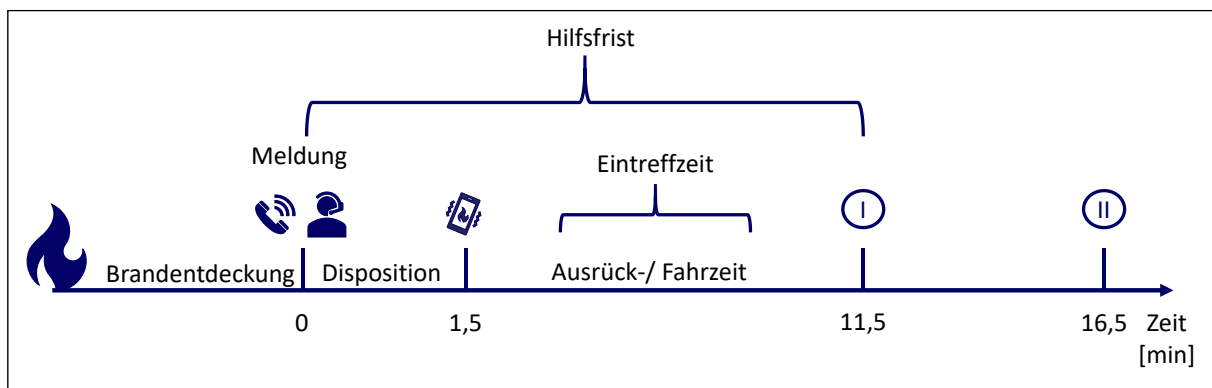 Hilfsfrist
Meldung
Eintreffzeit
I
II
Brandentdeckung
Disposition
Ausrück-/ Fahrzeit
0
1,5
11,5
16,5
Zeit
[min]